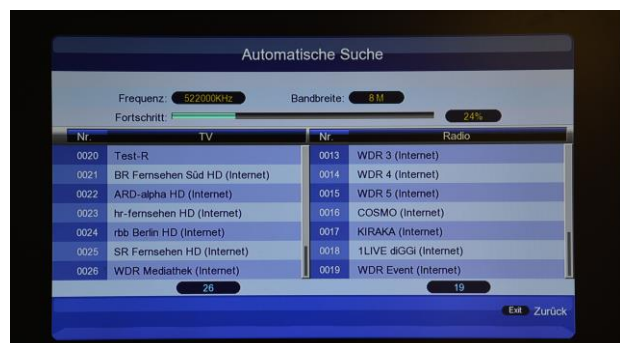 Automatische Suche
Frequenz: 522000KHz Bandbreite: 8 M
Fortschritt: 24%
Nr. TV Nr. Radio
0020 Test-R 0013 WDR 3 (Internet)
0021 BR Fernsehen Süd HD (Internet) 0014 WDR 4 (Internet)
0022 ARD-alpha HD (Internet) 0015 WDR 5 (Internet)
0023 hr-fernsehen HD (Internet) 0016 COSMO (Internet)
0024 rbb Berlin HD (Internet) 0017 KIRAKA (Internet)
0025 SR Fernsehen HD (Internet) 0018 1LIVE diGGi (Internet)
0026 WDR Mediathek (Internet) 0019 WDR Event (Internet)
26 19
Exit Zurück